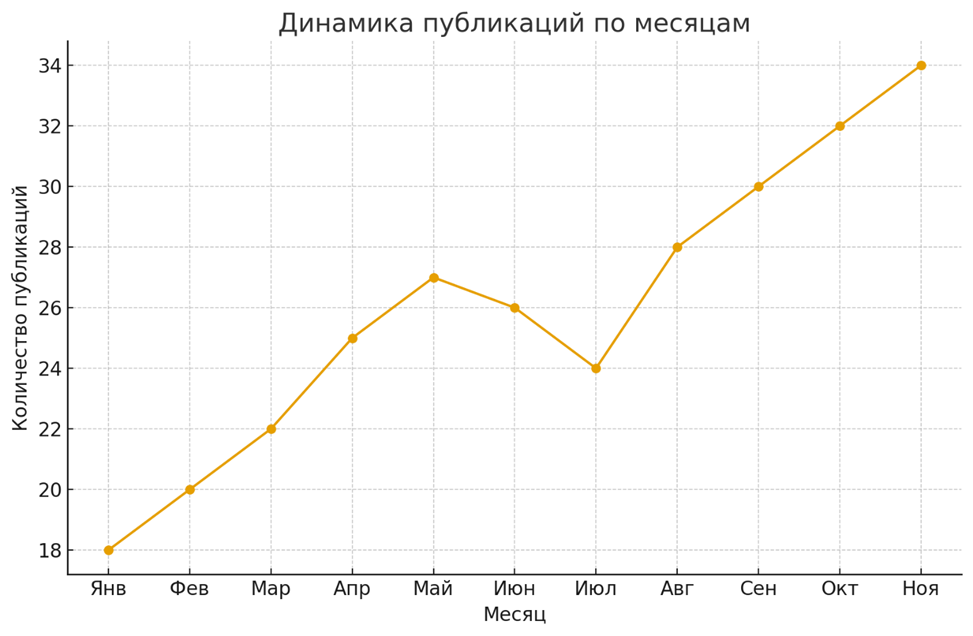 Динамика публикаций по месяцам
Количество публикаций
34
32
30
28
26
24
22
20
18
Янв Фев Мар Апр Май Июн Июл Авг Сен Окт Ноя
Месяц